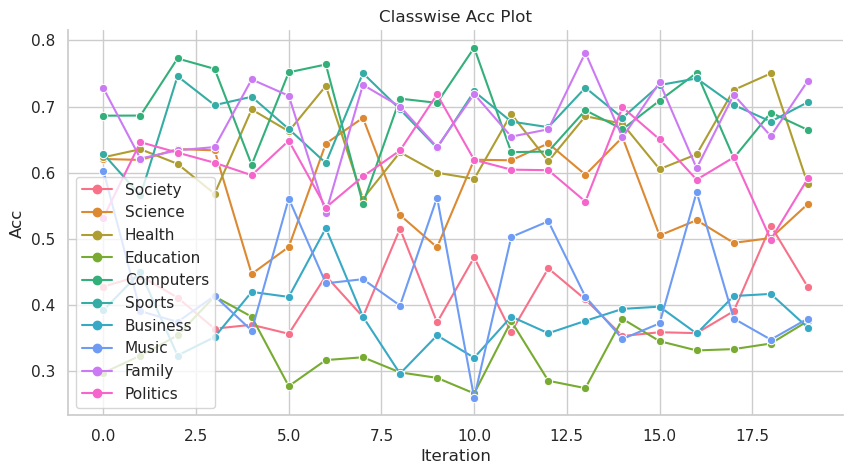 Classwise Acc Plot
0.8
0.7
0.6
0.5
0.4
0.3
Acc
Society
Science
Health
Education
Computers
Sports
Business
Music
Family
Politics
0.0 2.5 5.0 7.5 10.0 12.5 15.0 17.5
Iteration